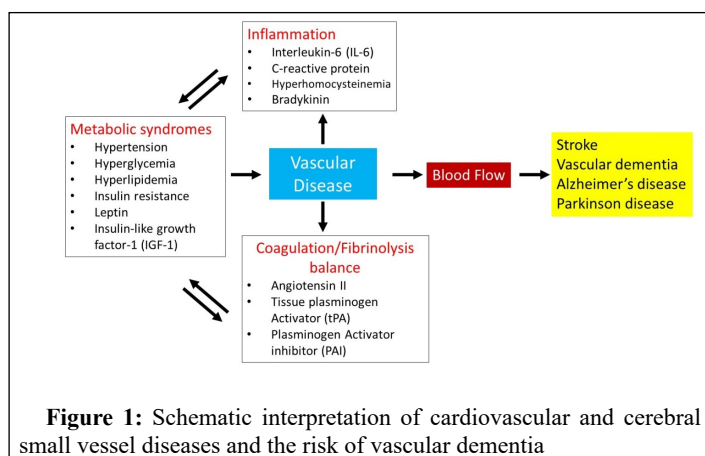 Inflammation
• Interleukin-6 (IL-6)
• C-reactive protein
• Hyperhomocysteinemia
• Bradykinin
Metabolic syndromes
• Hypertension
• Hyperglycemia
• Hyperlipidemia
• Insulin resistance
• Leptin
• Insulin-like growth
factor-1 (IGF-1)
Vascular
Disease
Blood Flow
Stroke
Vascular dementia
Alzheimer's disease
Parkinson disease
Coagulation/Fibrinolysis
balance
• Angiotensin II
• Tissue plasminogen
Activator (tPA)
• Plasminogen Activator
inhibitor (PAI)
Figure 1: Schematic interpretation of cardiovascular and cerebral
small vessel diseases and the risk of vascular dementia